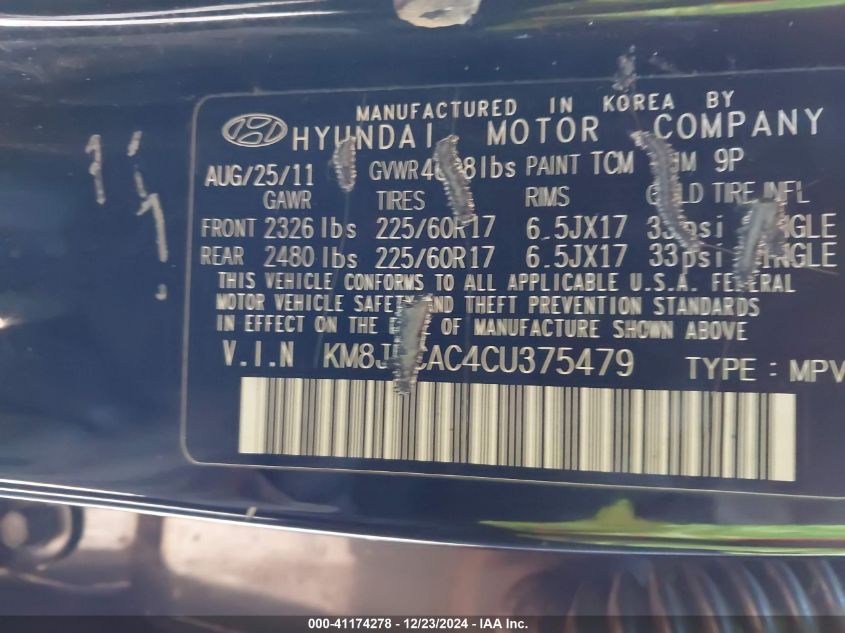 MANUFACTURED IN KOREA BY
HYUNDAI MOTOR COMPANY
AUG/25/11 GVWR PAINT TCM 9P
GAWR TIRES RIMS TIRE INFL
FRONT 2326 lbs 225/60R17 6.5JX17
REAR 2480 lbs 225/60R17 6.5JX17 33psi
THIS VEHICLE CONFORMS TO ALL APPLICABLE U.S.A. FEDERAL
MOTOR VEHICLE SAFETY AND THEFT PREVENTION STANDARDS
IN EFFECT ON THE OF MANUFACTURE SHOWN ABOVE
V.I.N TYPE : MPV
000-41174278 - 12/23/2024 - IAA Inc.